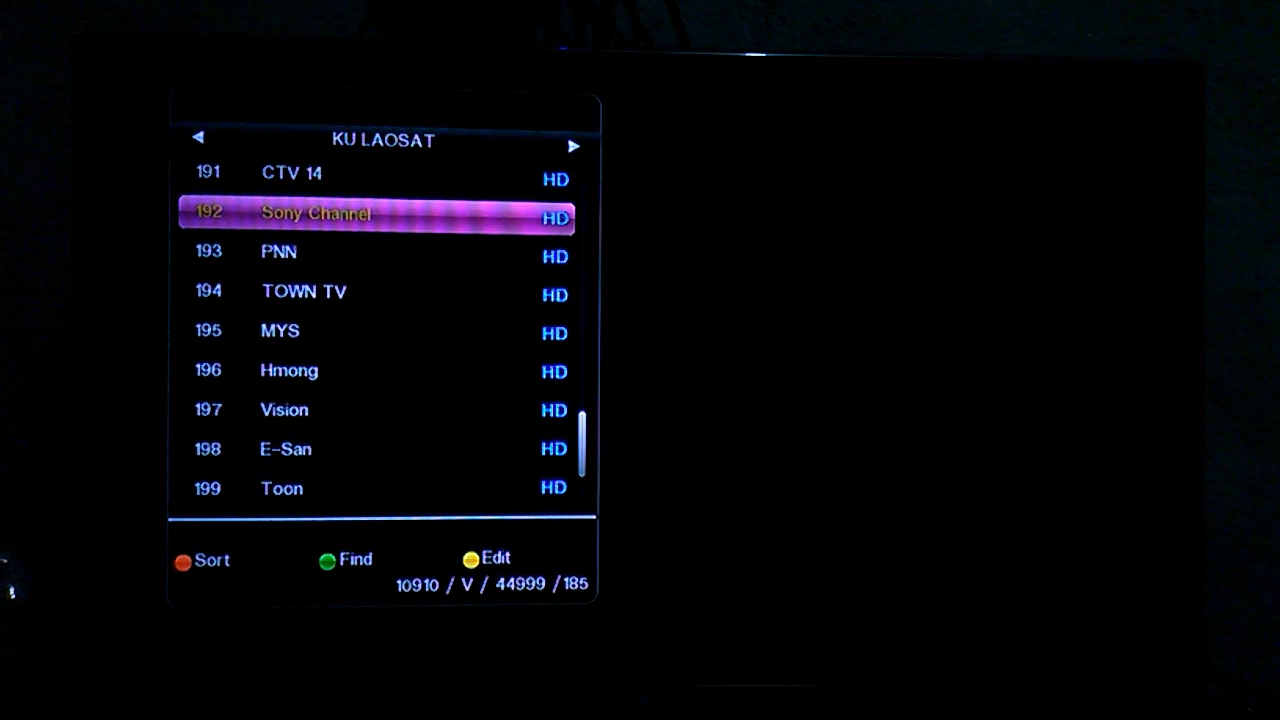 KU LAOSAT
191 CTV 14 HD
192 Sony Channel HD
193 PNN HD
194 TOWN TV HD
195 MYS HD
196 Hmong HD
197 Vision HD
198 E-San HD
199 Toon HD
Sort Find Edit
10910 / V / 44999 /185